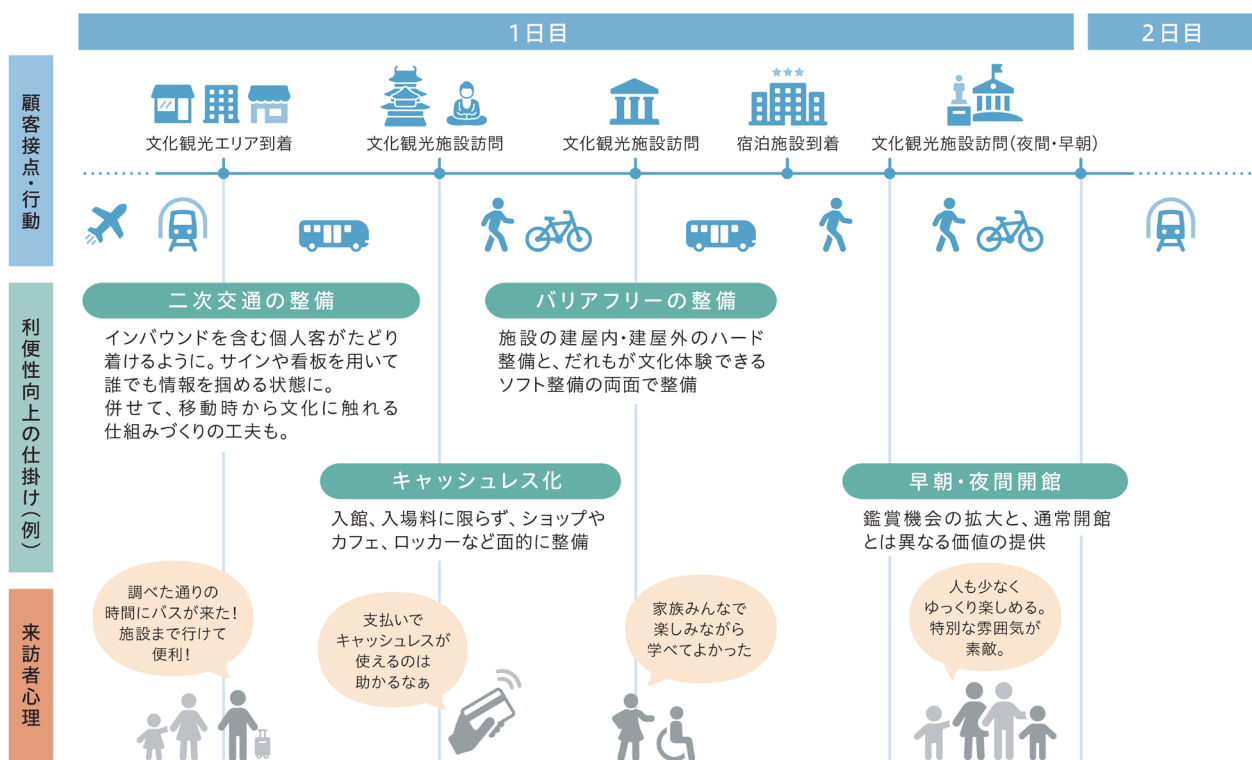 1日目
2日目
顧客接点・行動
文化観光エリア到着
文化観光施設訪問
文化観光施設訪問
宿泊施設到着
文化観光施設訪問(夜間・早朝)
利便性向上の仕掛け(例)
二次交通の整備
インバウンドを含む個人客がたどり
着けるように。サインや看板を用いて
誰でも情報を掴める状態に。
併せて、移動時から文化に触れる
仕組みづくりの工夫も。
バリアフリーの整備
施設の建屋内・建屋外のハード
整備と、だれもが文化体験できる
ソフト整備の両面で整備
キャッシュレス化
入館、入場料に限らず、ショップや
カフェ、ロッカーなど面的に整備
早朝・夜間開館
鑑賞機会の拡大と、通常開館
とは異なる価値の提供
来訪者心理
調べた通りの
時間にバスが来た!
施設まで行けて
便利!
支払いで
キャッシュレスが
使えるのは
助かるなぁ
家族みんなで
楽しみながら
学べてよかった
人も少なく
ゆっくり楽しめる。
特別な雰囲気が
素敵。